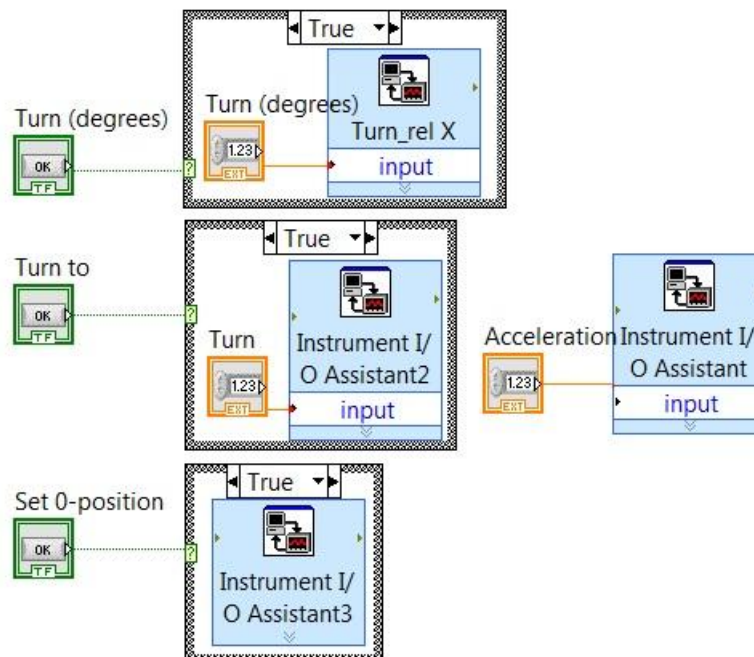 True
Turn (degrees)
OK
TF
?
Turn (degrees)
1.23
EXT
Turn_rel X
input
True
Turn to
OK
TF
?
Turn
1.23
EXT
Instrument I/
O Assistant2
input
Acceleration
1.23
EXT
Instrument I/
O Assistant
input
True
Set 0-position
OK
TF
?
Instrument I/
O Assistant3